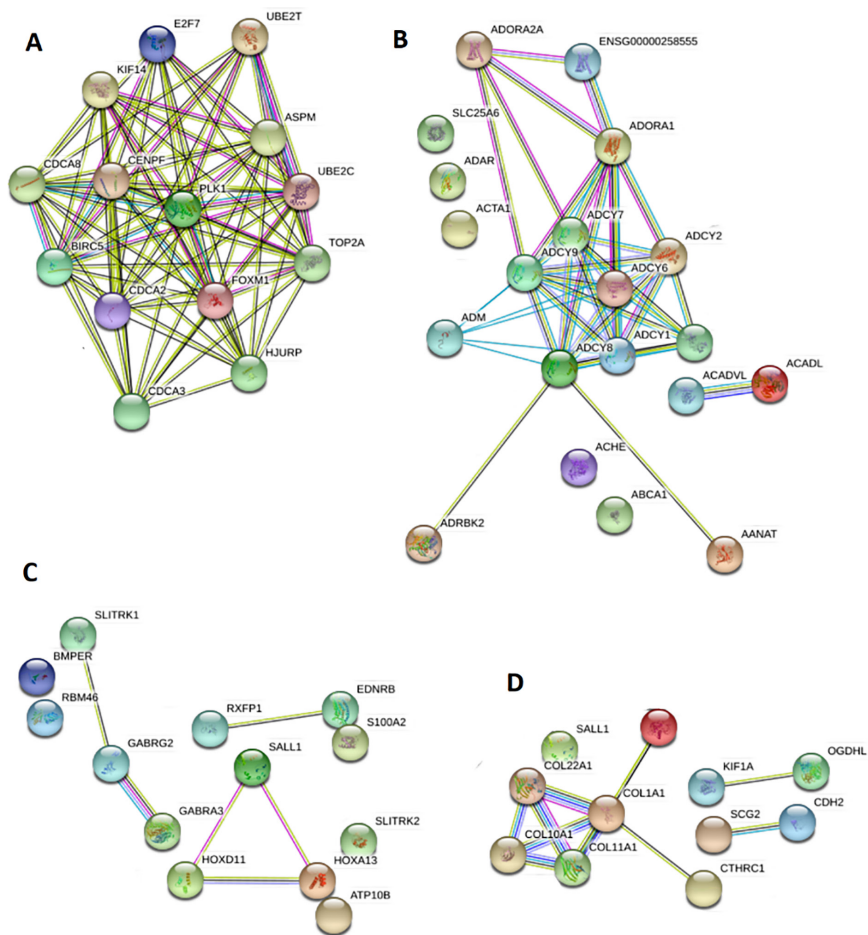 A
E2F7
UBE2T
KIF14
ASPM
CDCA8
CENPF
UBE2C
PLK1
BIRC5
TOP2A
CDCA2
FOXM1
HJURP
CDCA3
B
ADORA2A
ENSG00000258555
SLC25A6
ADORA1
ADAR
ACTA1
ADCY7
ADCY2
ADCY9
ADCY6
ADM
ADCY1
ADCY8
ACADVL
ACADL
ACHE
ABCA1
ADRBK2
AANAT
C
SLITRK1
BMPER
RBM46
RXFP1
EDNRB
S100A2
GABRG2
SALL1
GABRA3
SLITRK2
HOXD11
HOXA13
ATP10B
D
SALL1
COL22A1
COL1A1
KIF1A
OGDHL
COL10A1
SCG2
CDH2
COL11A1
CTHRC1